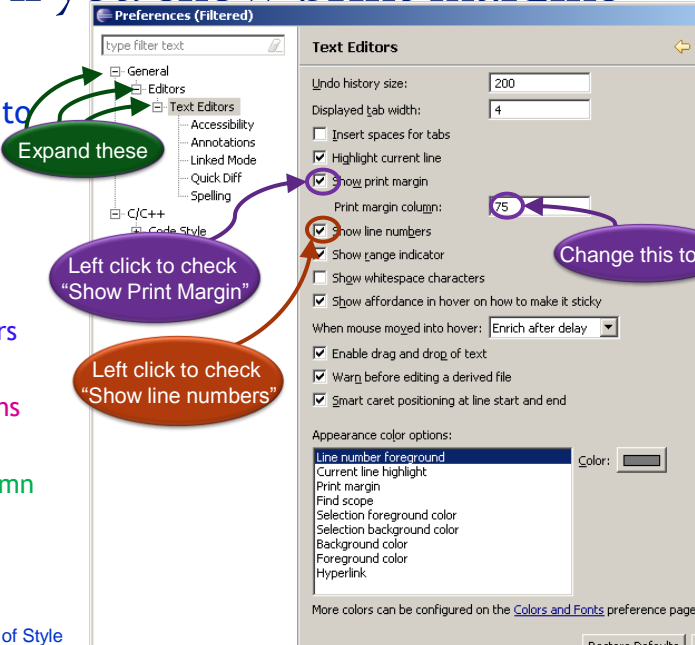 if you show print margin
Preferences (Filtered)
type filter text
Text Editors
General
Editors
Text Editors
Accessibility
Annotations
Linked Mode
Quick Diff
Spelling
C/C++
Code Style
to
Expand these
Undo history size: 200
Displayed tab width: 4
Insert spaces for tabs
Highlight current line
Show print margin
Print margin column: 75
Show line numbers
Show range indicator
Show whitespace characters
Show affordance in hover on how to make it sticky
When mouse moved into hover: Enrich after delay
Enable drag and drop of text
Warn before editing a derived file
Smart caret positioning at line start and end
Change this to
Left click to check
“Show Print Margin”
Left click to check
“Show line numbers”
rs
ns
mn
of Style
Appearance color options:
Line number foreground
Current line highlight
Print margin
Find scope
Selection foreground color
Selection background color
Background color
Foreground color
Hyperlink
Color:
More colors can be configured on the Colors and Fonts preference page
Restore Defaults